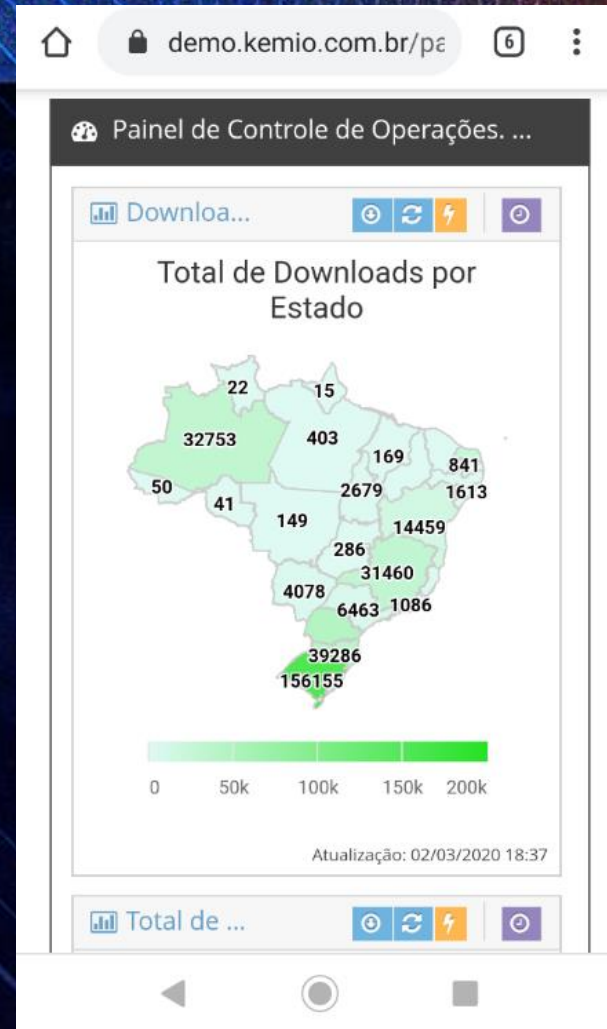 demo.kemio.com.br/pa
6
Painel de Controle de Operações. ...
Downloa...
Total de Downloads por
Estado
22
15
32753
403
169
841
50
41
2679
1613
149
14459
286
31460
4078
6463
1086
39286
156155
0 50k 100k 150k 200k
Atualização: 02/03/2020 18:37
Total de ...